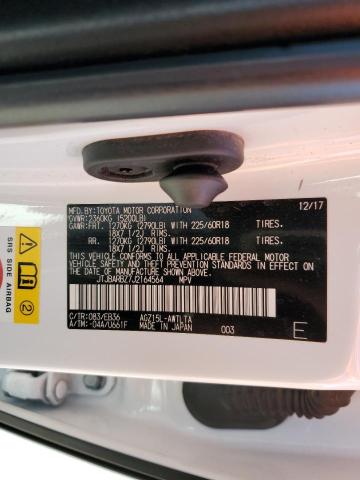 MFD. BY: TOYOTA MOTOR CORPORATION 12/17
GVWR: 2360KG (5200LB)
GAWR: FRT. 1270KG (2790LB) WITH 225/60R18 TIRES.
18X7 1/2J RIMS.
RR. 1270KG (2790LB) WITH 225/60R18 TIRES.
18X7 1/2J RIMS.
THIS VEHICLE CONFORMS TO ALL APPLICABLE FEDERAL MOTOR
VEHICLE SAFETY AND BUMPER STANDARDS IN EFFECT ON THE
DATE OF MANUFACTURE SHOWN ABOVE.
JTJBARBZ7J2164564 MPV
C/TR: 083/EB36 AGZ15L-AWTLTA
A/TM: -04A/U661F MADE IN JAPAN 003 E
SRS SIDE AIRBAG
2